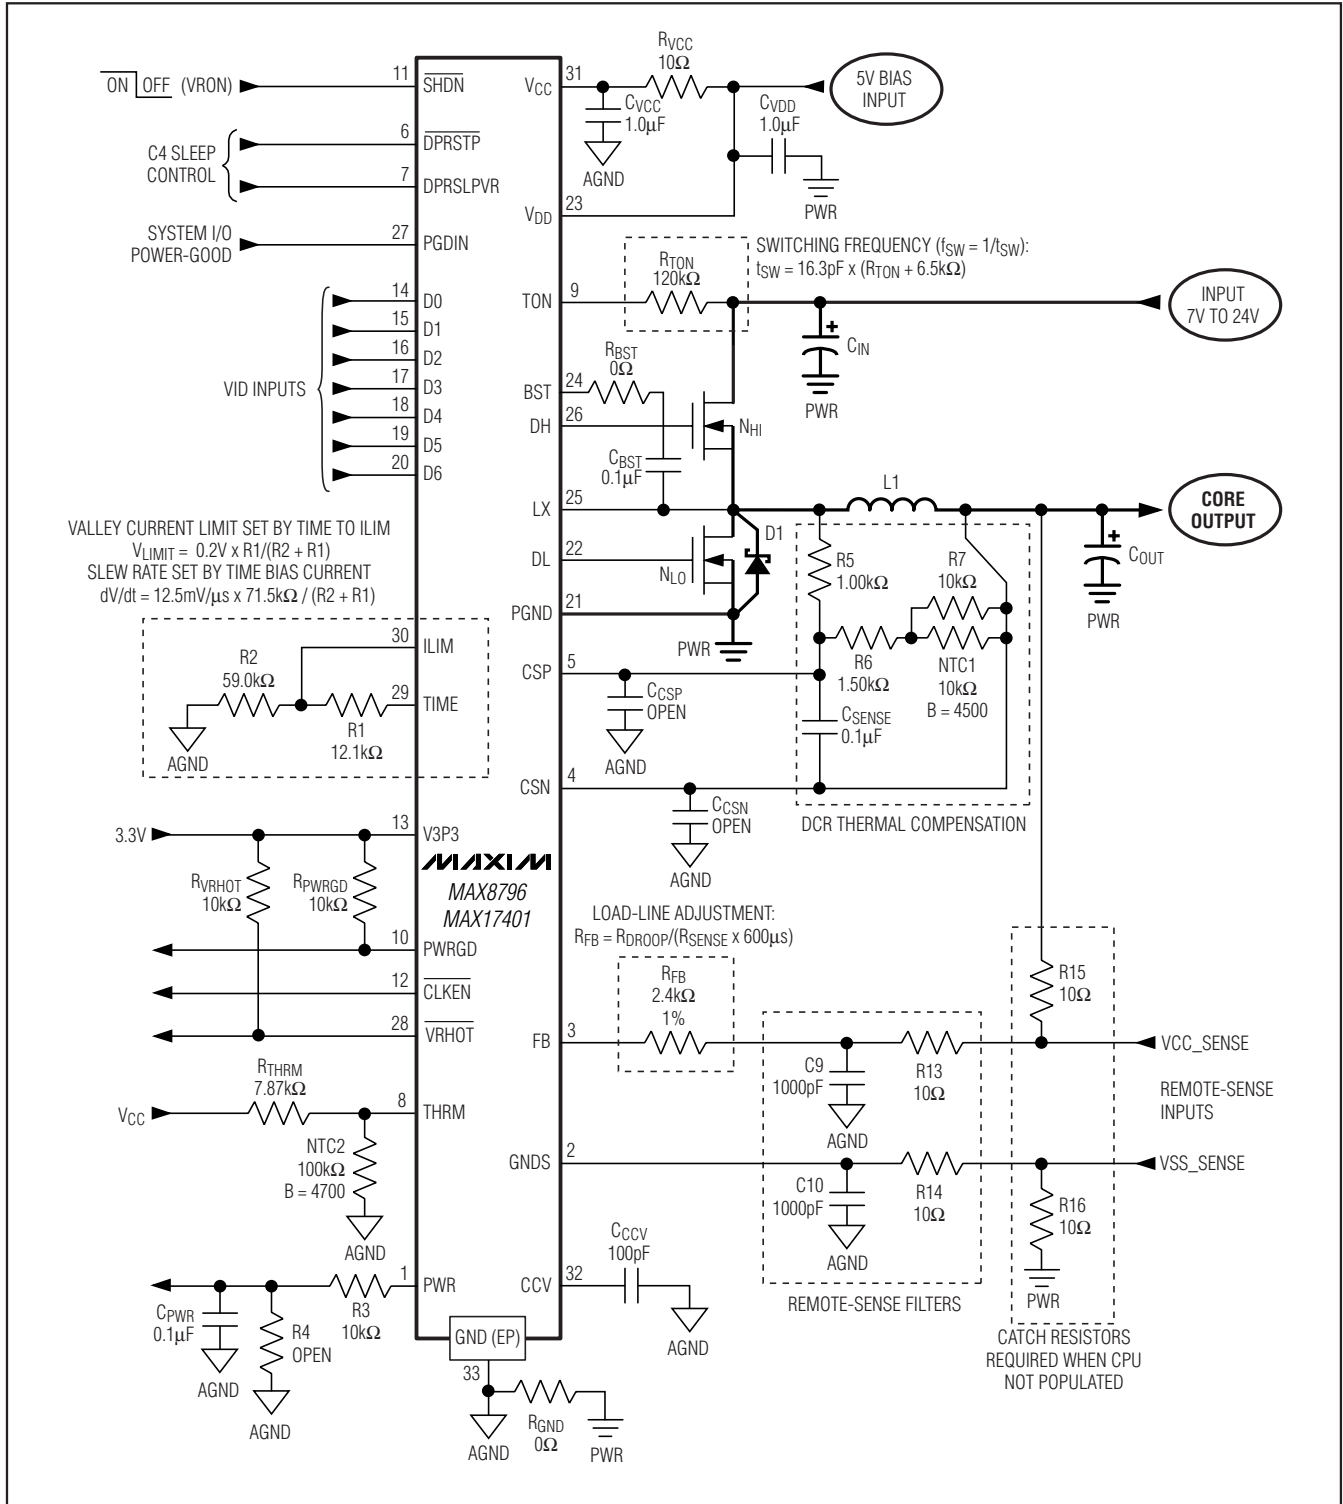 ON OFF (VRON)
11
SHDN
C4 SLEEP
CONTROL
6
DPRSTP
7
DPRSLPVR
SYSTEM I/O
POWER-GOOD
27
PGDIN
VID INPUTS
14
D0
15
D1
16
D2
17
D3
18
D4
19
D5
20
D6
VALLEY CURRENT LIMIT SET BY TIME TO ILIM
VLIMIT = 0.2V x R1/(R2 + R1)
SLEW RATE SET BY TIME BIAS CURRENT
dV/dt = 12.5mV/μs x 71.5kΩ / (R2 + R1)
30
ILIM
R2
59.0kΩ
29
TIME
R1
12.1kΩ
AGND
3.3V
13
V3P3
RVRHOT
10kΩ
RPWRGD
10kΩ
MAXIM
MAX8796
MAX17401
10
PWRGD
12
CLKEN
28
VRHOT
RTHRM
7.87kΩ
VCC
8
THRM
NTC2
100kΩ
B = 4700
AGND
1
PWR
R3
10kΩ
CPWR
0.1μF
R4
OPEN
AGND
AGND
GND (EP)
33
AGND
RGND
0Ω
PWR
VCC
31
RVCC
10Ω
5V BIAS
INPUT
CVCC
1.0μF
CVDD
1.0μF
AGND
PWR
VDD
23
SWITCHING FREQUENCY (fSW = 1/tSW):
tSW = 16.3pF x (RTON + 6.5kΩ)
RTON
120kΩ
TON
9
INPUT
7V TO 24V
CIN
PWR
RBST
0Ω
BST
24
DH
26
NHI
CBST
0.1μF
LX
25
L1
CORE
OUTPUT
COUT
PWR
D1
DL
22
NLO
PGND
21
PWR
R5
1.00kΩ
R7
10kΩ
R6
1.50kΩ
NTC1
10kΩ
B = 4500
CSP
5
CCSP
OPEN
AGND
CSENSE
0.1μF
CSN
4
CCSN
OPEN
AGND
DCR THERMAL COMPENSATION
LOAD-LINE ADJUSTMENT:
RFB = RDROOP/(RSENSE x 600μs)
RFB
2.4kΩ
1%
FB
3
C9
1000pF
AGND
R13
10Ω
R15
10Ω
VCC_SENSE
REMOTE-SENSE
INPUTS
GNDS
2
C10
1000pF
AGND
R14
10Ω
VSS_SENSE
R16
10Ω
PWR
REMOTE-SENSE FILTERS
CCCV
100pF
CCV
32
AGND
CATCH RESISTORS
REQUIRED WHEN CPU
NOT POPULATED